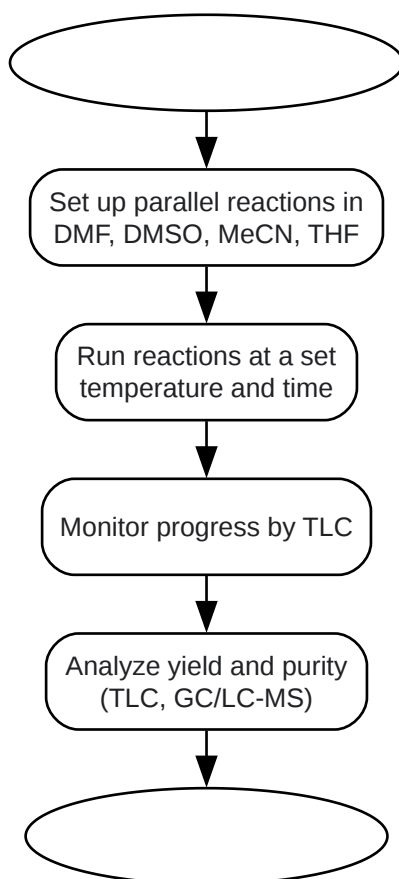 Set up parallel reactions in
DMF, DMSO, MeCN, THF
Run reactions at a set
temperature and time
Monitor progress by TLC
Analyze yield and purity
(TLC, GC/LC-MS)